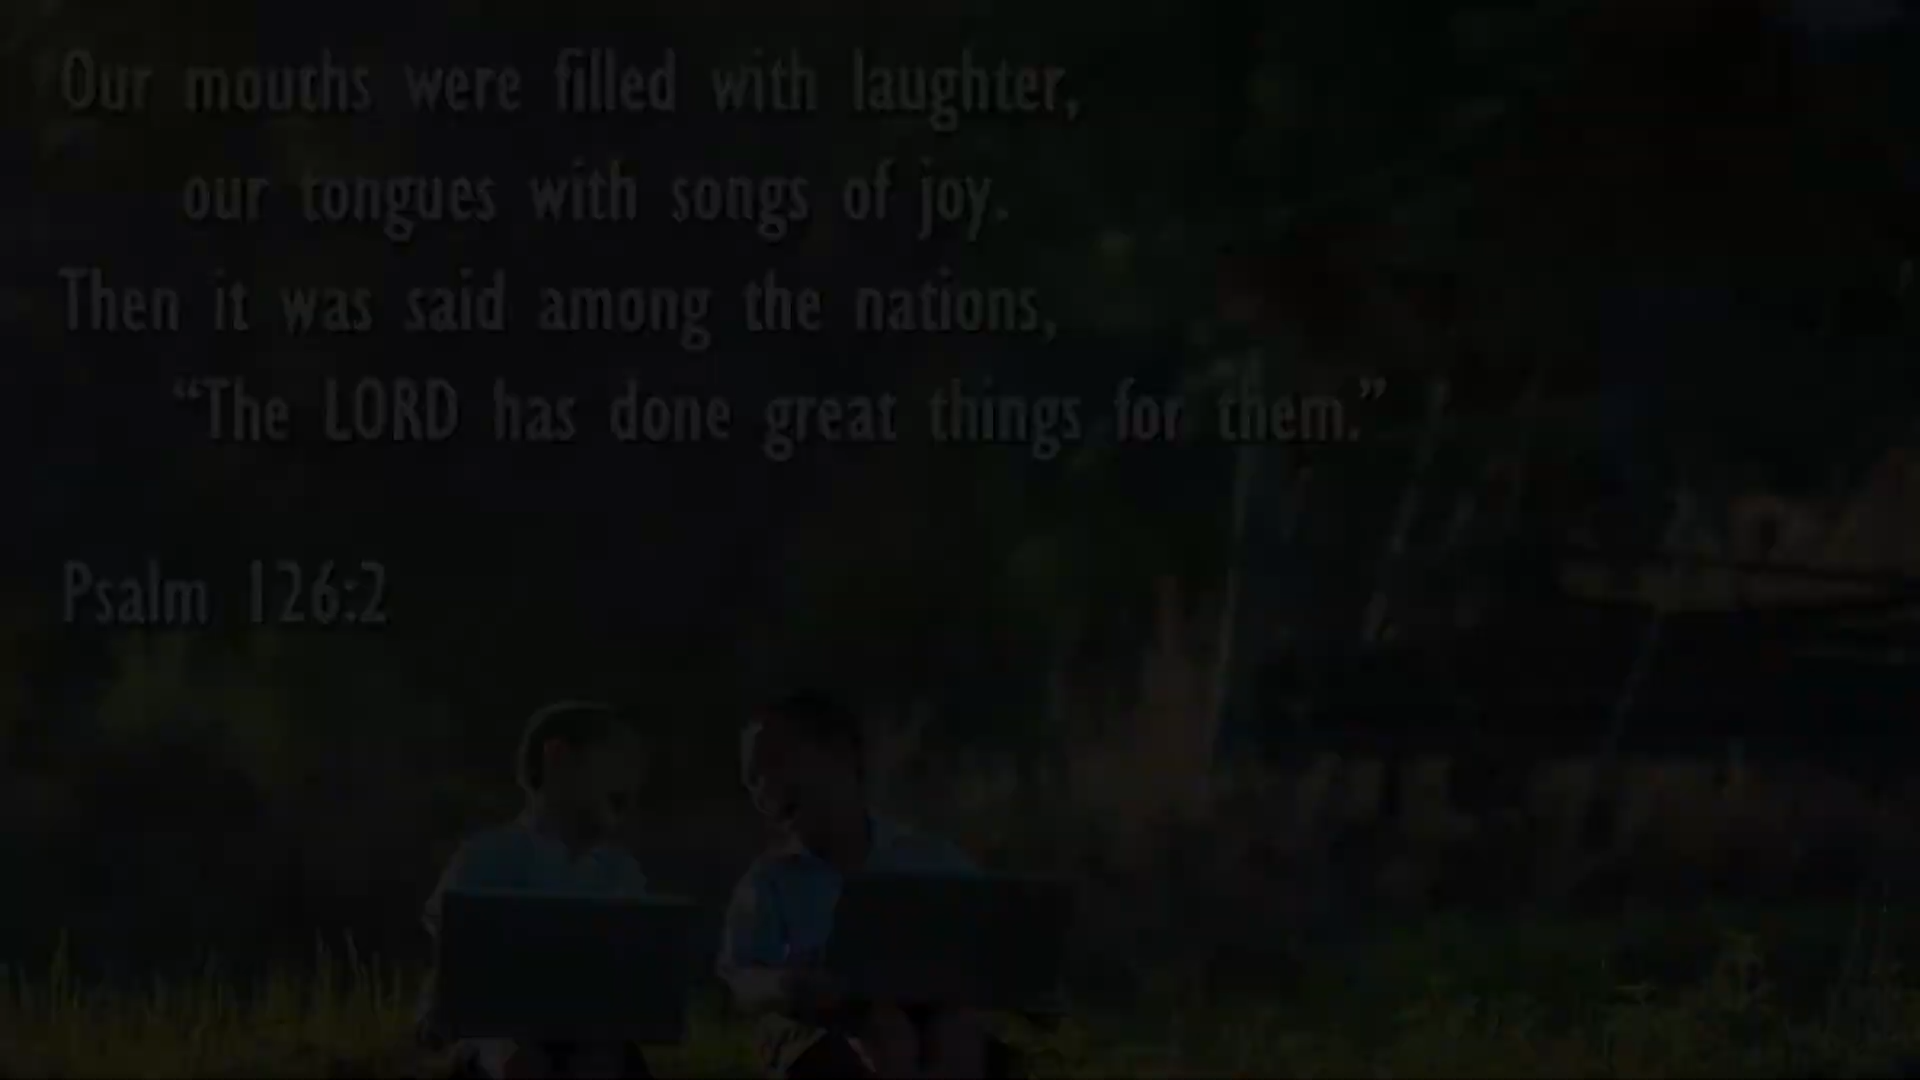 Our mouths were filled with laughter,
our tongues with songs of joy.
Then it was said among the nations,
“The LORD has done great things for them.”
Psalm 126:2